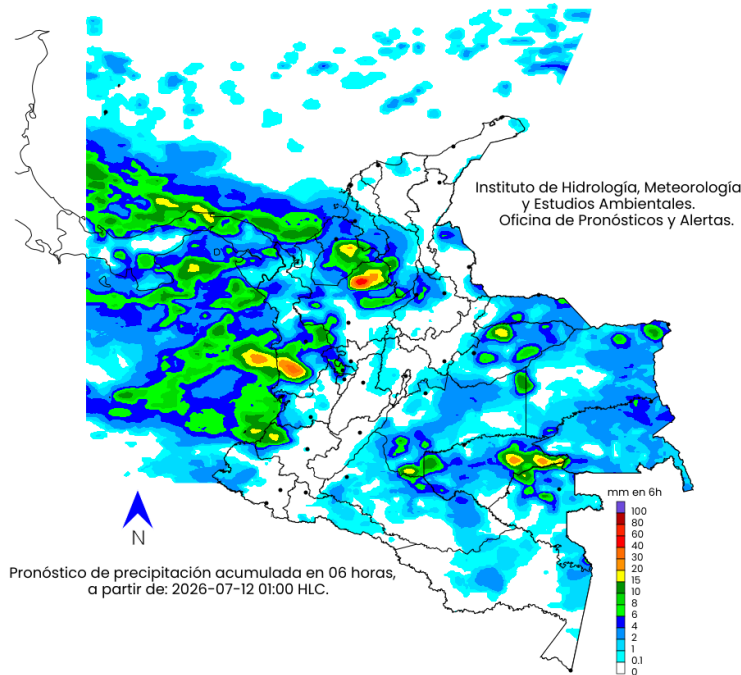 Instituto de Hidrología, Meteorología
y Estudios Ambientales.
Oficina de Pronósticos y Alertas.
mm en 6h
100
80
60
40
30
20
15
10
8
6
4
2
1
0.1
0
N
Pronóstico de precipitación acumulada en 06 horas,
a partir de: 2026-07-12 01:00 HLC.